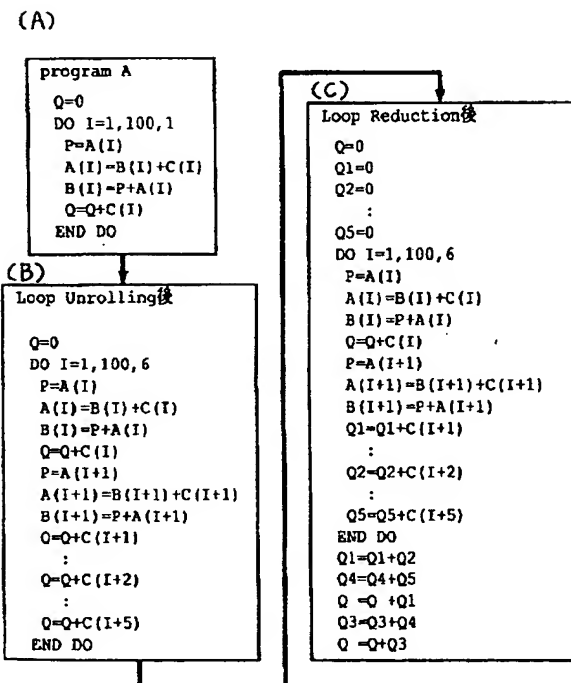 (A)
program A
Q=0
DO I=1,100,1
P=A(I)
A(I)=B(I)+C(I)
B(I)=P+A(I)
Q=Q+C(I)
END DO
(B)
Loop Unrolling後
Q=0
DO I=1,100,6
P=A(I)
A(I)=B(I)+C(I)
B(I)=P+A(I)
Q=Q+C(I)
P=A(I+1)
A(I+1)=B(I+1)+C(I+1)
B(I+1)=P+A(I+1)
Q=Q+C(I+1)
:
Q=Q+C(I+2)
:
Q=Q+C(I+5)
END DO
(C)
Loop Reduction後
Q=0
Q1=0
Q2=0
:
Q5=0
DO I=1,100,6
P=A(I)
A(I)=B(I)+C(I)
B(I)=P+A(I)
Q=Q+C(I)
P=A(I+1)
A(I+1)=B(I+1)+C(I+1)
B(I+1)=P+A(I+1)
Q1=Q1+C(I+1)
:
Q2=Q2+C(I+2)
:
Q5=Q5+C(I+5)
END DO
Q1=Q1+Q2
Q4=Q4+Q5
Q =Q +Q1
Q3=Q3+Q4
Q =Q+Q3